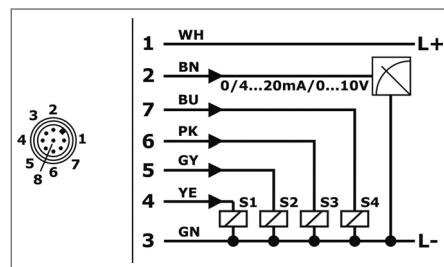 3 2
4 1
5 6 7
8
1 WH L+
2 BN
0/4...20mA/0...10V
7 BU
6 PK
5 GY
4 YE S1 S2 S3 S4
3 GN L-